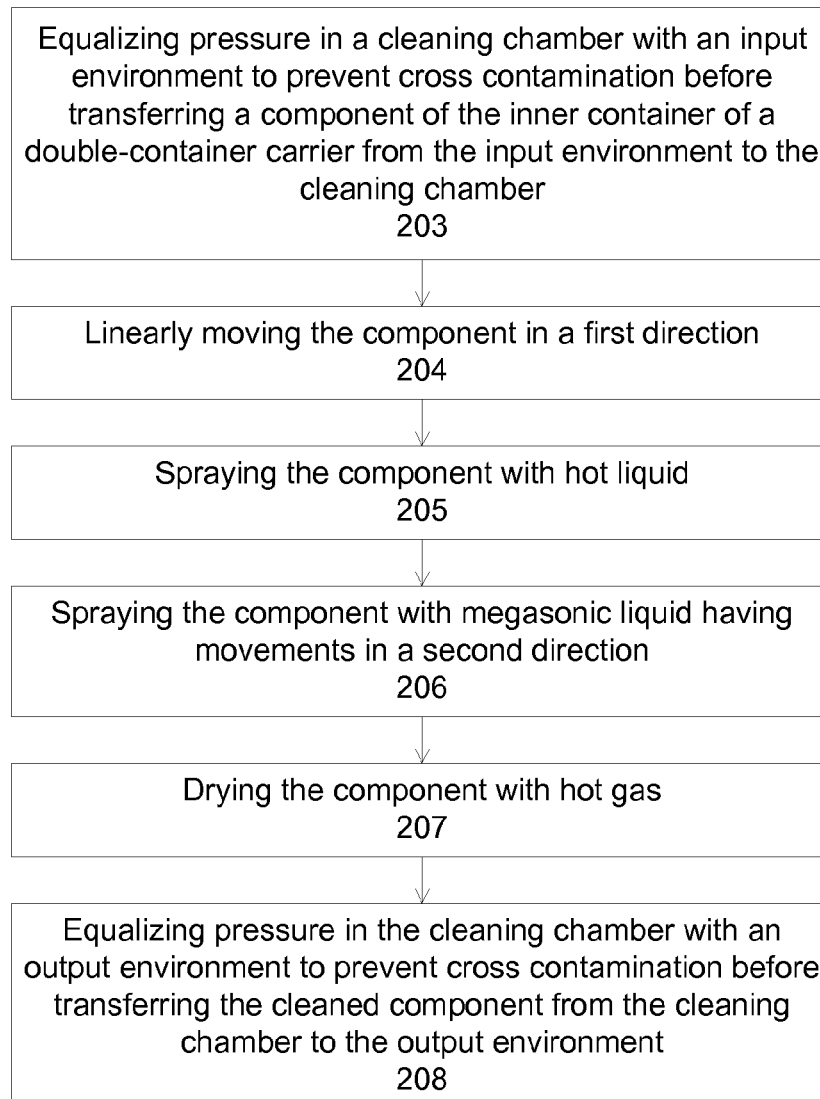 Equalizing pressure in a cleaning chamber with an input
environment to prevent cross contamination before
transferring a component of the inner container of a
double-container carrier from the input environment to the
cleaning chamber
203
Linearly moving the component in a first direction
204
Spraying the component with hot liquid
205
Spraying the component with megasonic liquid having
movements in a second direction
206
Drying the component with hot gas
207
Equalizing pressure in the cleaning chamber with an
output environment to prevent cross contamination before
transferring the cleaned component from the cleaning
chamber to the output environment
208